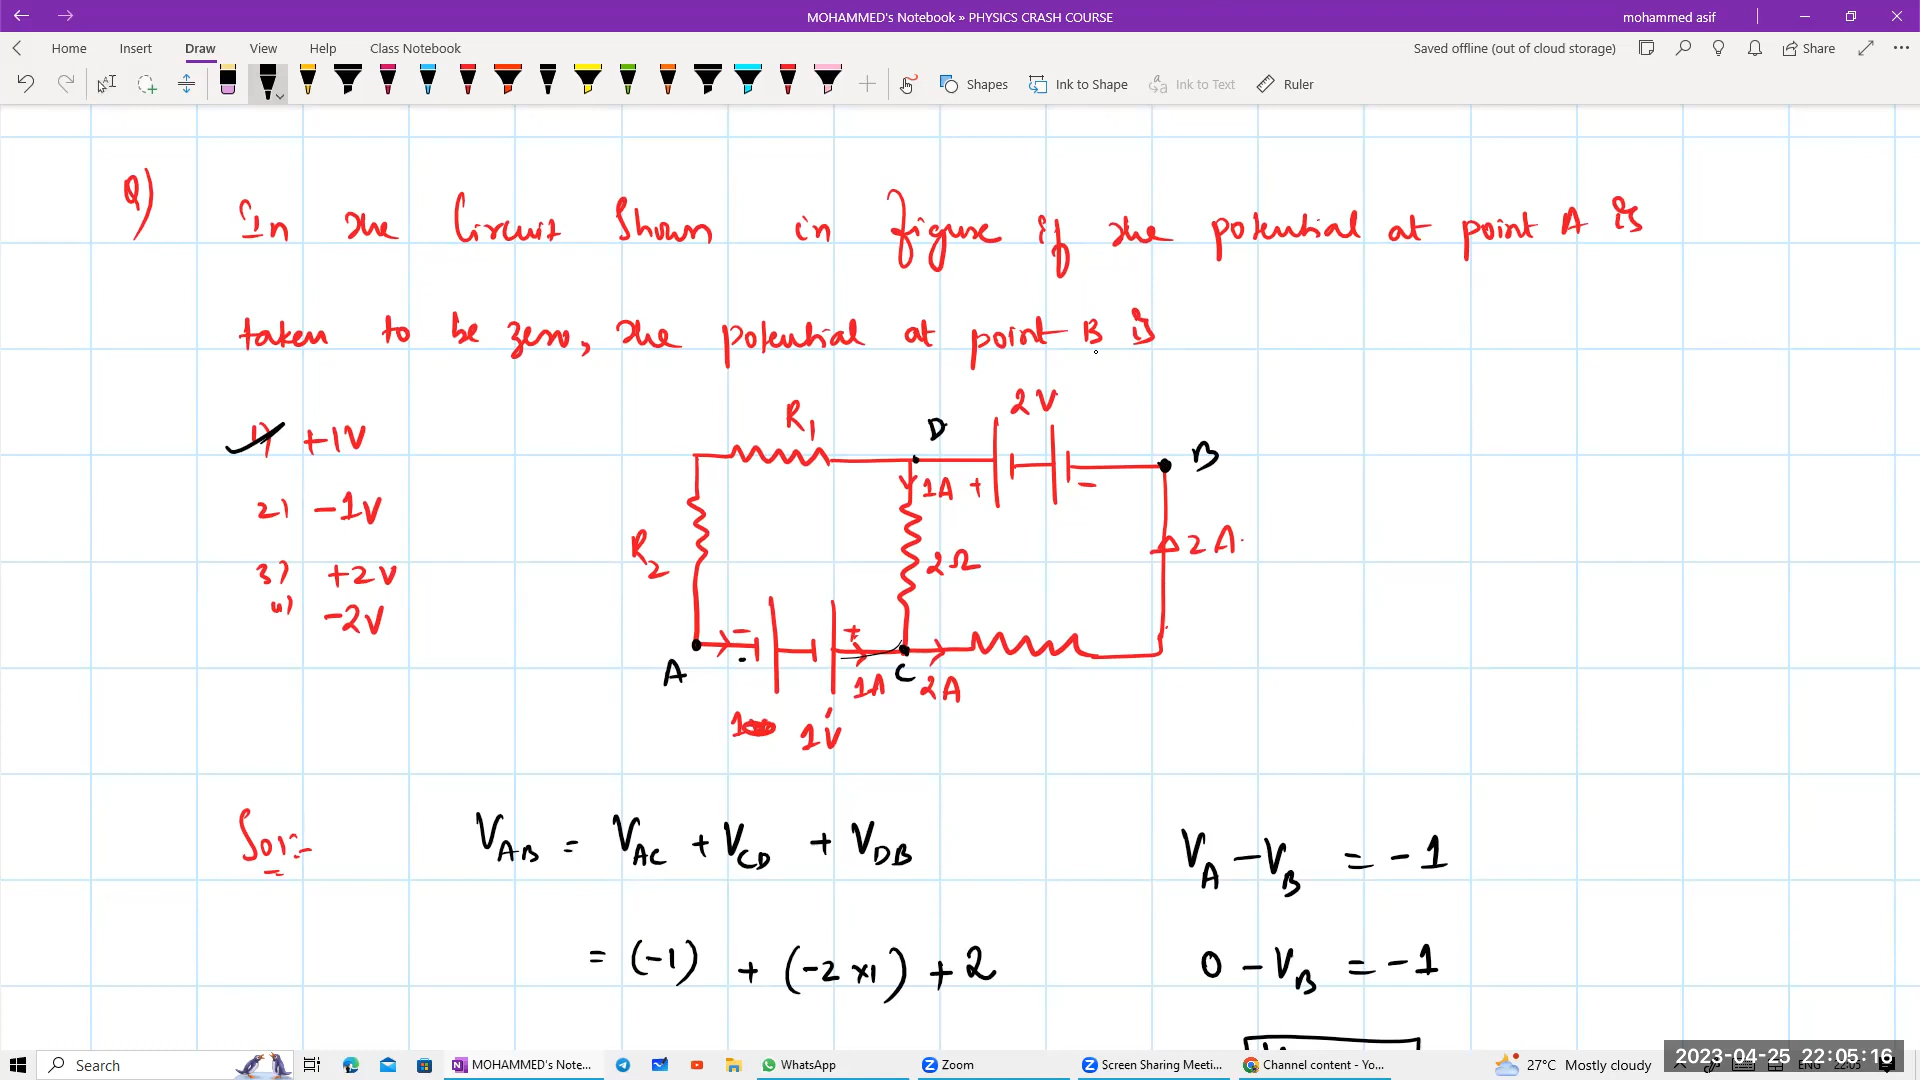 MOHAMMED's Notebook » PHYSICS CRASH COURSE
mohammed asif
Home Insert Draw View Help Class Notebook
Saved offline (out of cloud storage)
Share
Shapes
Ink to Shape
Ink to Text
Ruler
Q) In the Circuit Shown in figure if the potential at point A is
taken to be zero, the potential at point B is
1) +1V
2) -1V
3) +2V
4) -2V
R1
D
2V
B
1A + -
R2
2Ω
2A
A
- +
C
1A 2A
1V
Sol:-
VAB = VAC + VCD + VDB
= (-1) + (-2×1) + 2
VA - VB = -1
0 - VB = -1
Search
MOHAMMED's Note...
WhatsApp
Zoom
Screen Sharing Meeti...
Channel content - Yo...
27°C Mostly cloudy
2023-04-25 22:05:16